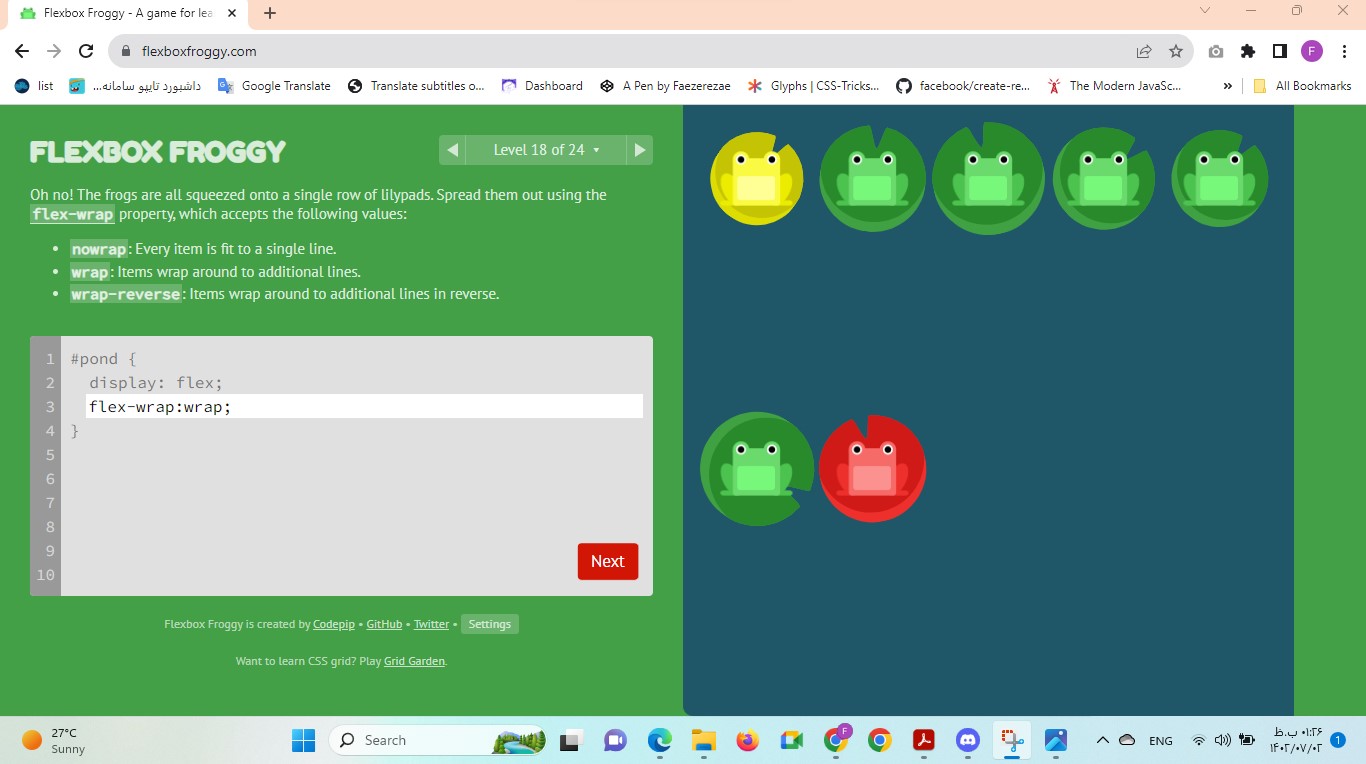 Flexbox Froggy - A game for lea
flexboxfroggy.com
F
list
داشبورد تاپیو سامانه...
Google Translate
Translate subtitles o...
Dashboard
A Pen by Faezerezae
Glyphs | CSS-Tricks...
facebook/create-re...
The Modern JavaSc...
»
All Bookmarks
FLEXBOX FROGGY
Level 18 of 24
Oh no! The frogs are all squeezed onto a single row of lilypads. Spread them out using the
flex-wrap property, which accepts the following values:
• nowrap: Every item is fit to a single line.
• wrap: Items wrap around to additional lines.
• wrap-reverse: Items wrap around to additional lines in reverse.
1 #pond {
2 display: flex;
3 flex-wrap:wrap;
4 }
5
6
7
8
9
10
Next
Flexbox Froggy is created by Codepip • GitHub • Twitter • Settings
Want to learn CSS grid? Play Grid Garden.
27°C
Sunny
Search
F
ENG
۰۱:۲۶ ب.ظ
۱۴۰۲/۰۷/۰۲
1